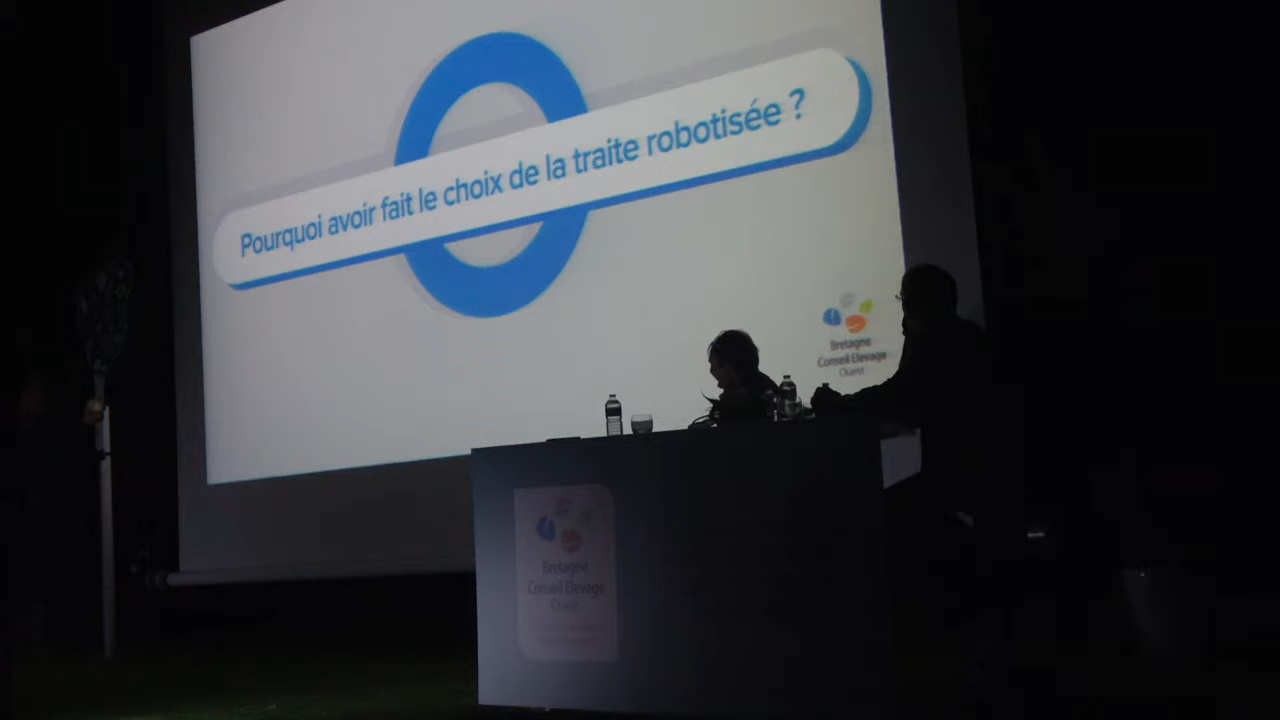 Pourquoi avoir fait le choix de la traite robotisée ?
Bretagne
Conseil Elevage
Ouest
Bretagne
Conseil Elevage
Ouest